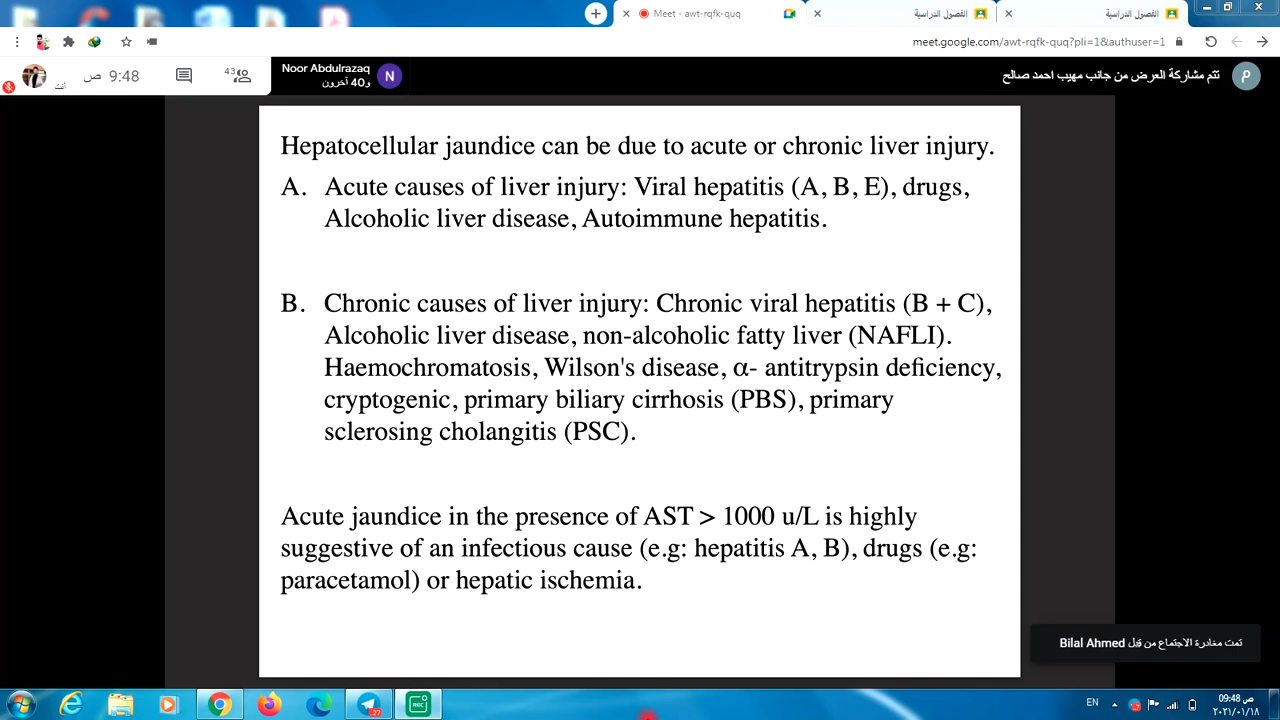 Meet - awt-rqfk-quq
الفصول الدراسية
الفصول الدراسية
meet.google.com/awt-rqfk-quq?pli=1&authuser=1
9:48 ص
43
أنت
Noor Abdulrazaq
و40 آخرون
N
تتم مشاركة العرض من جانب مهيب احمد صالح
م
Hepatocellular jaundice can be due to acute or chronic liver injury.
A. Acute causes of liver injury: Viral hepatitis (A, B, E), drugs,
Alcoholic liver disease, Autoimmune hepatitis.
B. Chronic causes of liver injury: Chronic viral hepatitis (B + C),
Alcoholic liver disease, non-alcoholic fatty liver (NAFLI).
Haemochromatosis, Wilson's disease, α- antitrypsin deficiency,
cryptogenic, primary biliary cirrhosis (PBS), primary
sclerosing cholangitis (PSC).
Acute jaundice in the presence of AST > 1000 u/L is highly
suggestive of an infectious cause (e.g: hepatitis A, B), drugs (e.g:
paracetamol) or hepatic ischemia.
تمت مغادرة الاجتماع من قبل Bilal Ahmed
REC
EN
09:48 ص
٢٠٢١/٠١/١٨